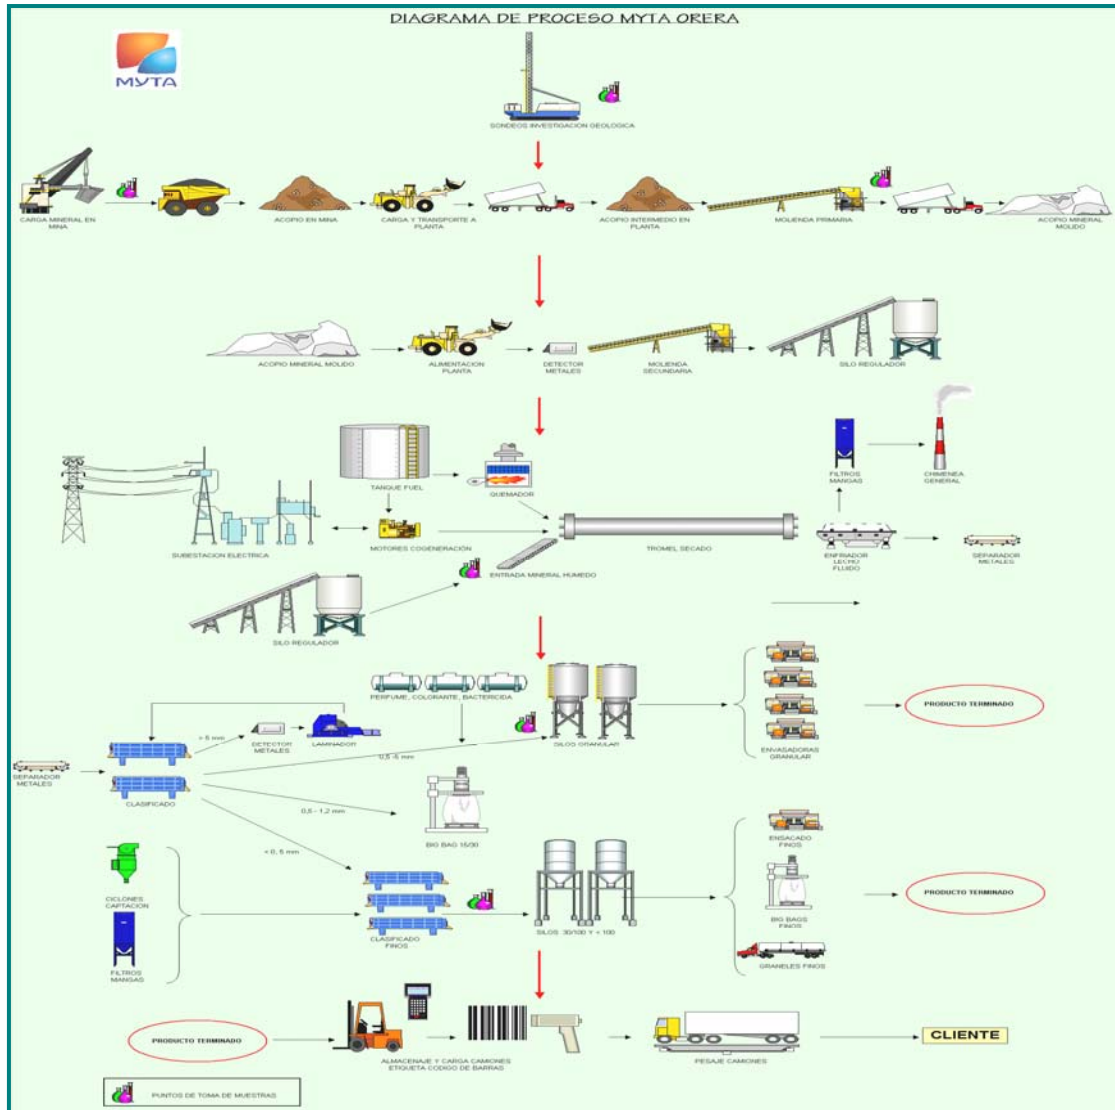 DIAGRAMA DE PROCESO MYTA ORERA
MYTA
SONDEOS INVESTIGACION GEOLOGICA
CARGA MINERAL EN
MINA
ACOPIO EN MINA
CARGA Y TRANSPORTE A
PLANTA
ACOPIO INTERMEDIO EN
PLANTA
MOLIENDA PRIMARIA
ACOPIO MINERAL
MOLIDO
ACOPIO MINERAL MOLIDO
ALIMENTACION
PLANTA
DETECTOR
METALES
MOLIENDA
SECUNDARIA
SILO REGULADOR
TANQUE FUEL
QUEMADOR
FILTROS
MANGAS
CHIMENEA
GENERAL
SUBESTACION ELECTRICA
MOTORES COGENERACIÓN
TROMEL SECADO
ENFRIADOR
LECHO
FLUIDO
SEPARADOR
METALES
ENTRADA MINERAL HUMEDO
SILO REGULADOR
PERFUME, COLORANTE, BACTERICIDA
> 5 mm
DETECTOR
METALES
LAMINADOR
SILOS GRANULAR
ENVASADORAS
GRANULAR
PRODUCTO TERMINADO
SEPARADOR
METALES
CLASIFICADO
0,5 -5 mm
0,5 - 1,2 mm
BIG BAG 15/30
< 0, 5 mm
CICLONES
CAPTACION
FILTROS
MANGAS
CLASIFICADO
FINOS
SILOS 30/100 Y < 100
ENSACADO
FINOS
BIG BAGS
FINOS
GRANELES FINOS
PRODUCTO TERMINADO
PRODUCTO TERMINADO
ALMACENAJE Y CARGA CAMIONES
ETIQUETA CODIGO DE BARRAS
PESAJE CAMIONES
CLIENTE
PUNTOS DE TOMA DE MUESTRAS